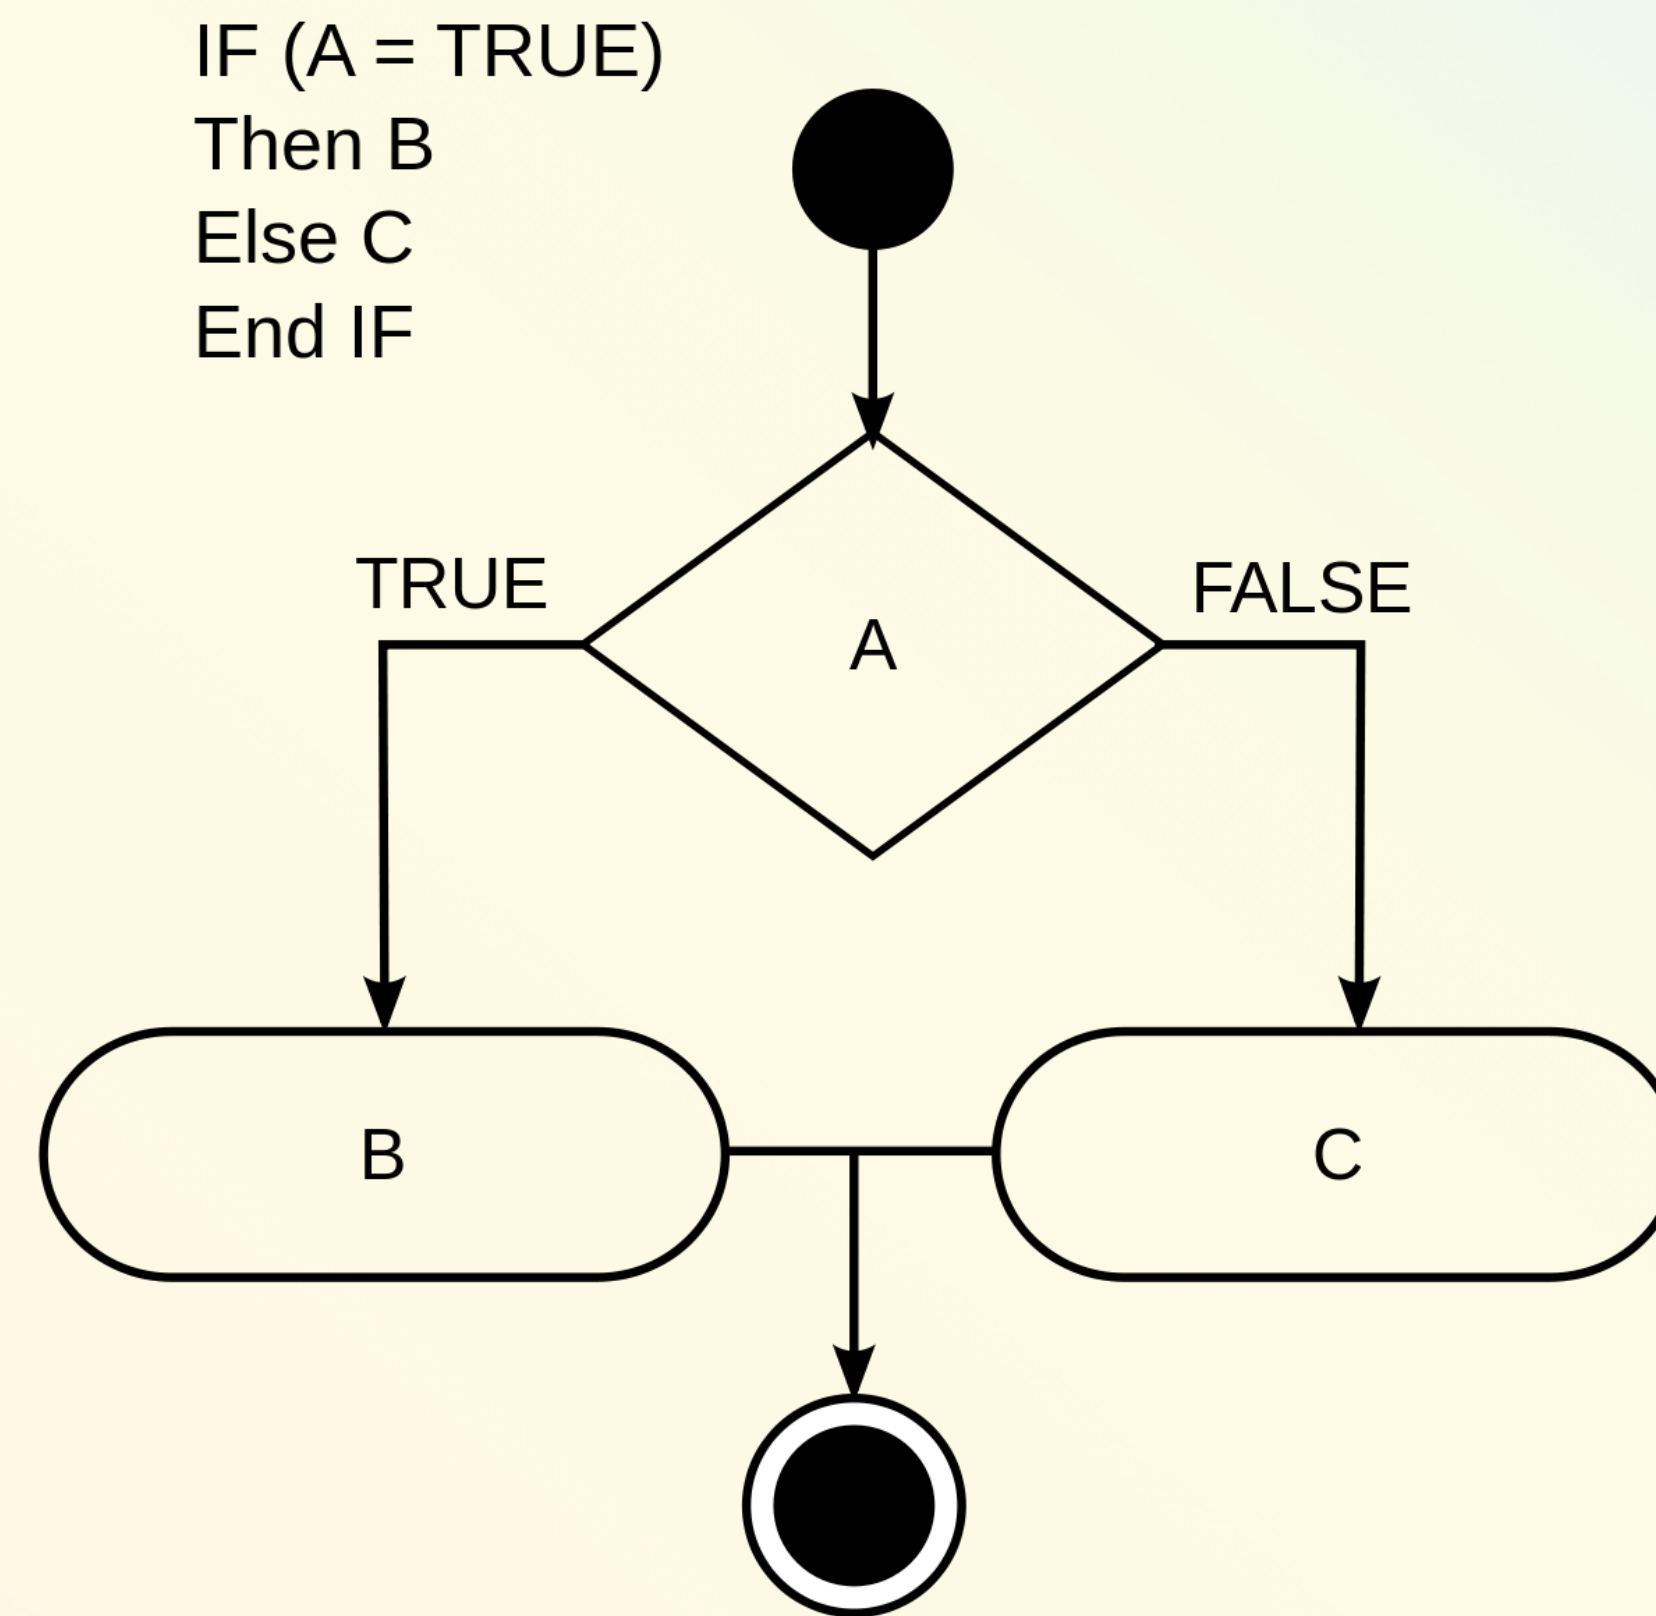 IF (A = TRUE)
Then B
Else C
End IF
TRUE
FALSE
A
B
C